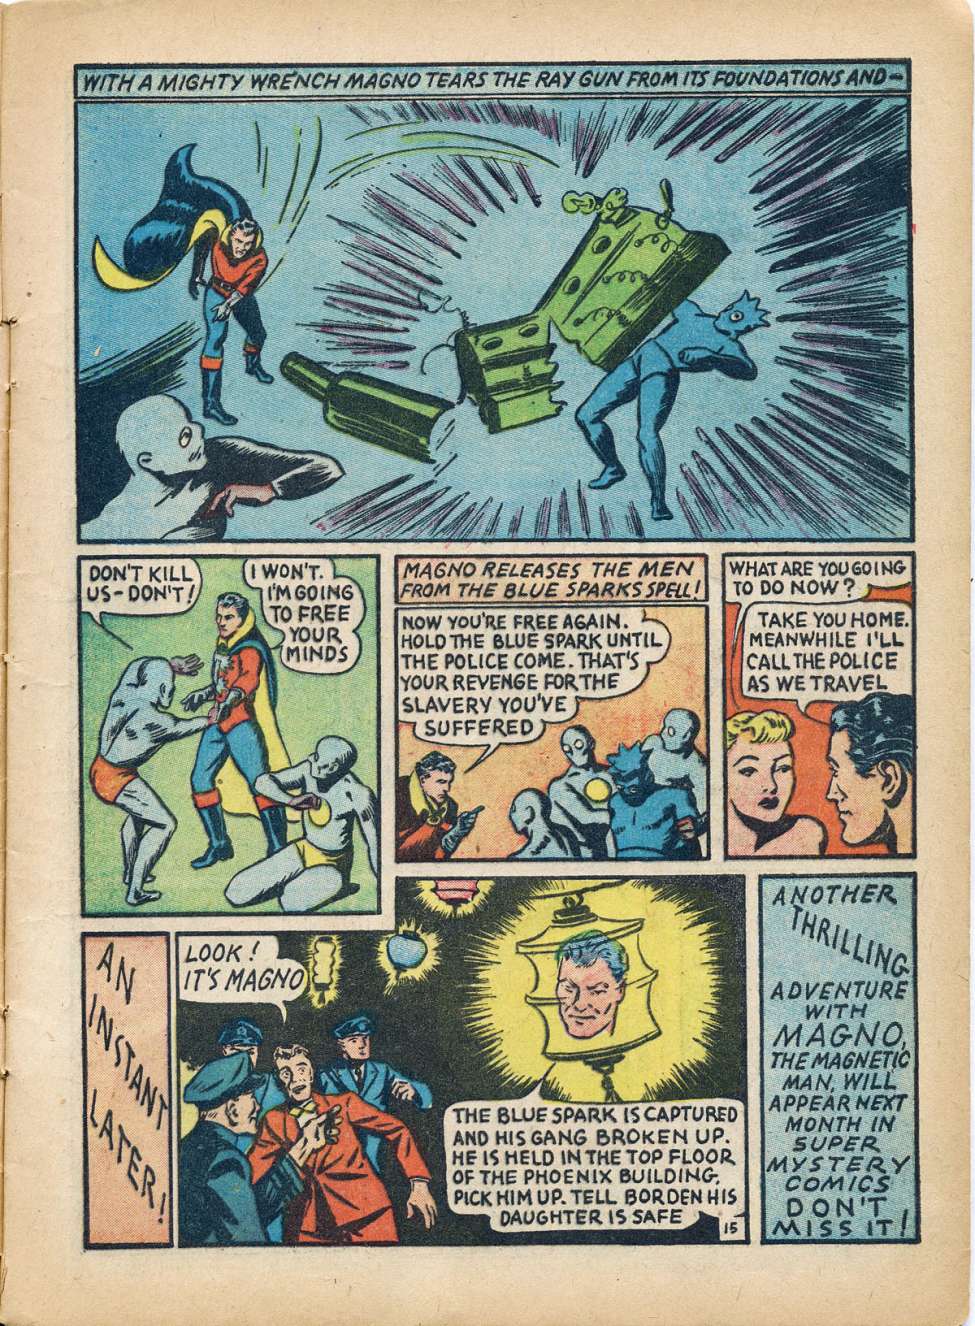 WITH A MIGHTY WRENCH MAGNO TEARS THE RAY GUN FROM ITS FOUNDATIONS AND—
DON'T KILL
US-DON'T!
I WON'T.
I'M GOING
TO FREE
YOUR
MINDS
MAGNO RELEASES THE MEN
FROM THE BLUE SPARKS SPELL!
NOW YOU'RE FREE AGAIN.
HOLD THE BLUE SPARK UNTIL
THE POLICE COME. THAT'S
YOUR REVENGE FOR THE
SLAVERY YOU'VE
SUFFERED
WHAT ARE YOU GOING
TO DO NOW?
TAKE YOU HOME.
MEANWHILE I'LL
CALL THE POLICE
AS WE TRAVEL
AN
INSTANT
LATER!
LOOK!
IT'S MAGNO
THE BLUE SPARK IS CAPTURED
AND HIS GANG BROKEN UP.
HE IS HELD IN THE TOP FLOOR
OF THE PHOENIX BUILDING.
PICK HIM UP. TELL BORDEN HIS
DAUGHTER IS SAFE
15
ANOTHER
THRILLING
ADVENTURE
WITH
MAGNO,
THE MAGNETIC
MAN, WILL
APPEAR NEXT
MONTH IN
SUPER
MYSTERY
COMICS
DON'T
MISS IT!